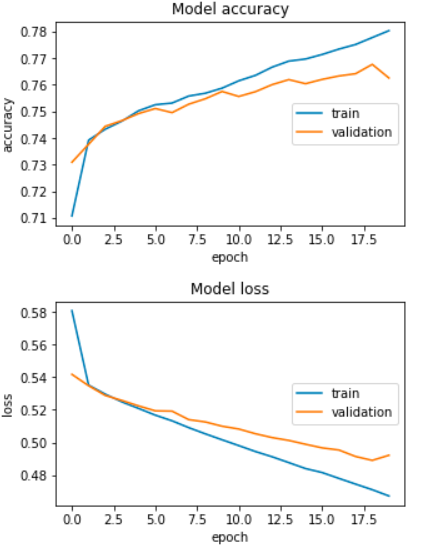 Model accuracy
0.78
0.77
0.76
0.75
0.74
0.73
0.72
0.71
accuracy
train
validation
0.0 2.5 5.0 7.5 10.0 12.5 15.0 17.5
epoch
Model loss
0.58
0.56
0.54
0.52
0.50
0.48
loss
train
validation
0.0 2.5 5.0 7.5 10.0 12.5 15.0 17.5
epoch